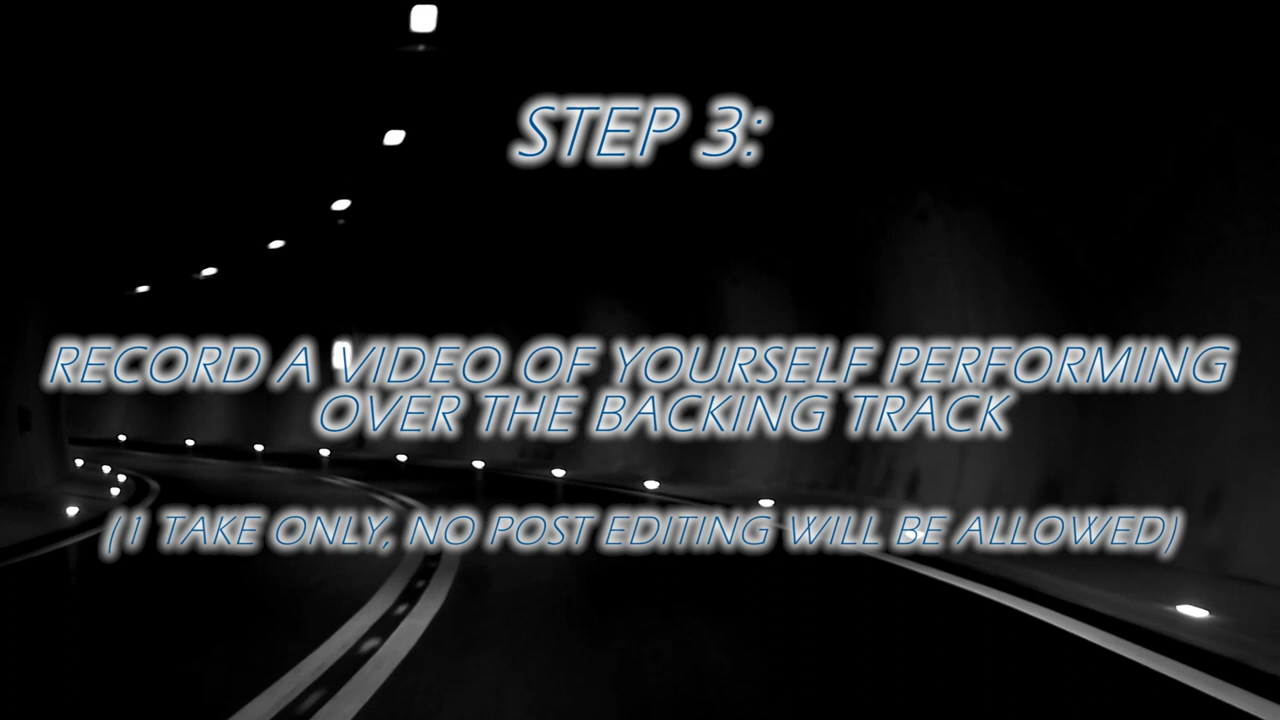 STEP 3:
RECORD A VIDEO OF YOURSELF PERFORMING
OVER THE BACKING TRACK
(1 TAKE ONLY, NO POST EDITING WILL BE ALLOWED)